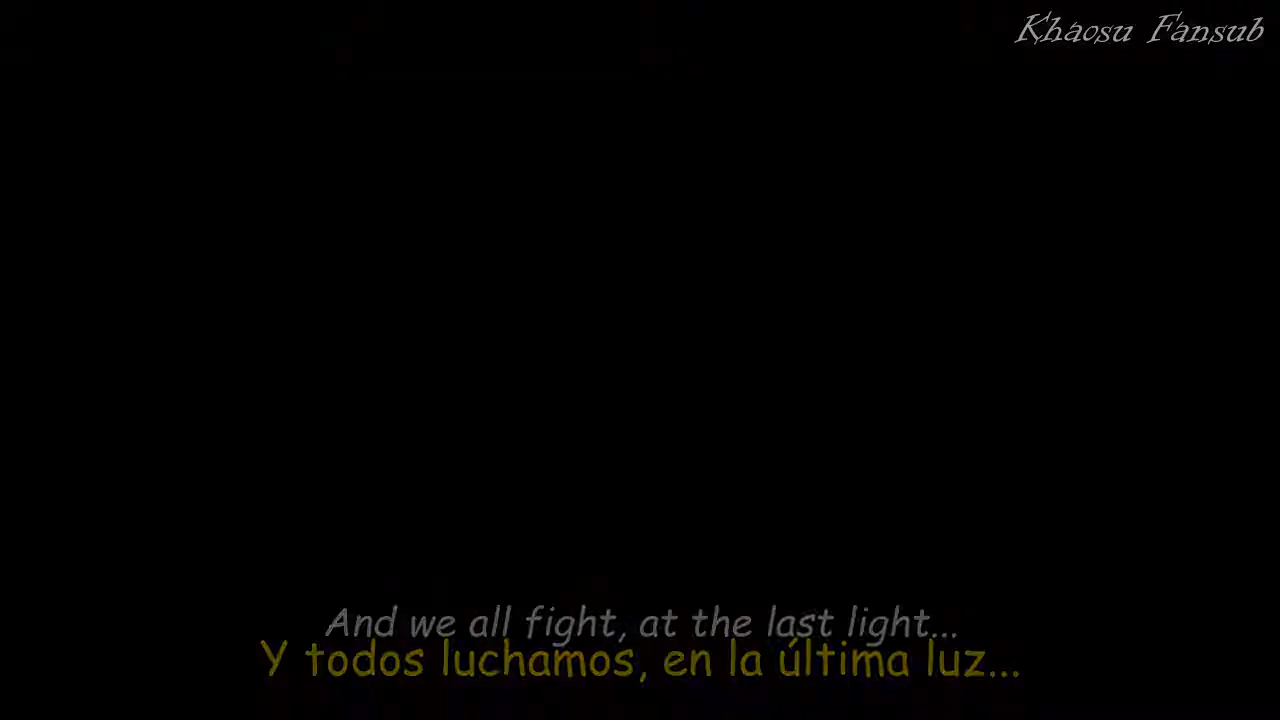 Khaosu Fansub
And we all fight, at the last light...
Y todos luchamos, en la última luz...